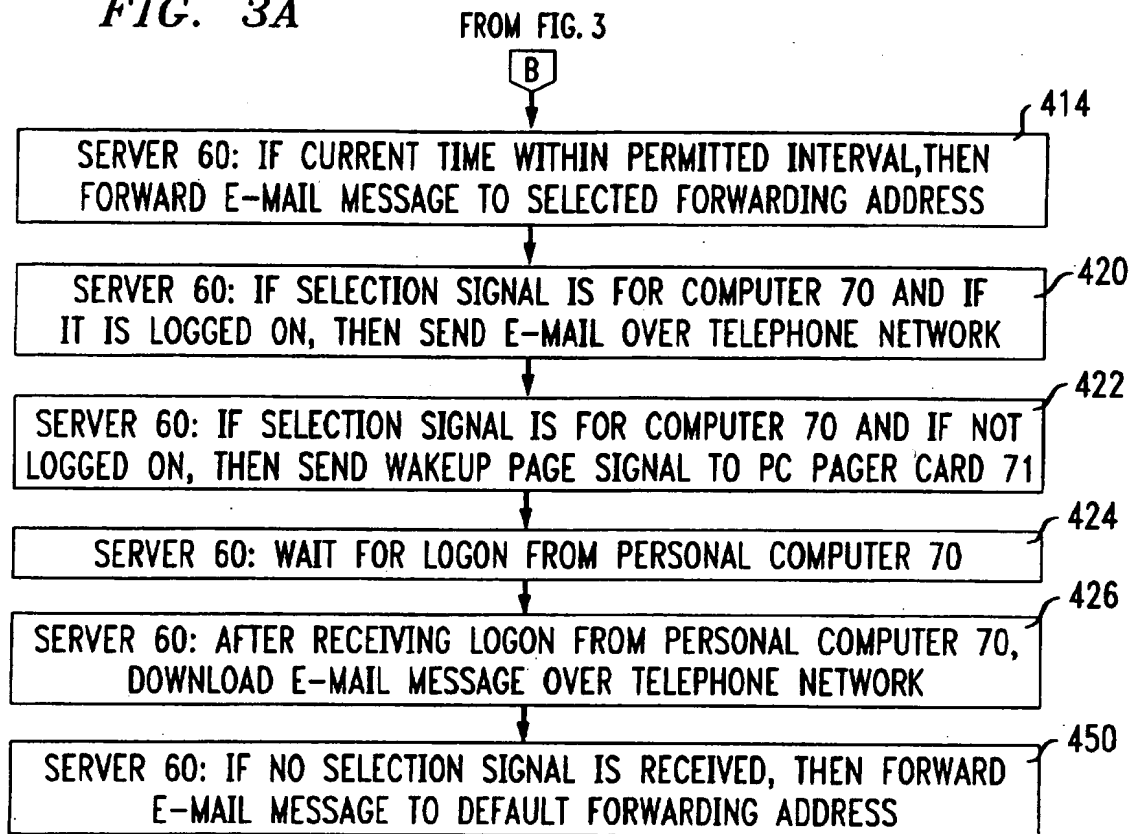 FIG. 3A
FROM FIG. 3
B
414
SERVER 60: IF CURRENT TIME WITHIN PERMITTED INTERVAL,THEN
FORWARD E-MAIL MESSAGE TO SELECTED FORWARDING ADDRESS
420
SERVER 60: IF SELECTION SIGNAL IS FOR COMPUTER 70 AND IF
IT IS LOGGED ON, THEN SEND E-MAIL OVER TELEPHONE NETWORK
422
SERVER 60: IF SELECTION SIGNAL IS FOR COMPUTER 70 AND IF NOT
LOGGED ON, THEN SEND WAKEUP PAGE SIGNAL TO PC PAGER CARD 71
424
SERVER 60: WAIT FOR LOGON FROM PERSONAL COMPUTER 70
426
SERVER 60: AFTER RECEIVING LOGON FROM PERSONAL COMPUTER 70,
DOWNLOAD E-MAIL MESSAGE OVER TELEPHONE NETWORK
450
SERVER 60: IF NO SELECTION SIGNAL IS RECEIVED, THEN FORWARD
E-MAIL MESSAGE TO DEFAULT FORWARDING ADDRESS